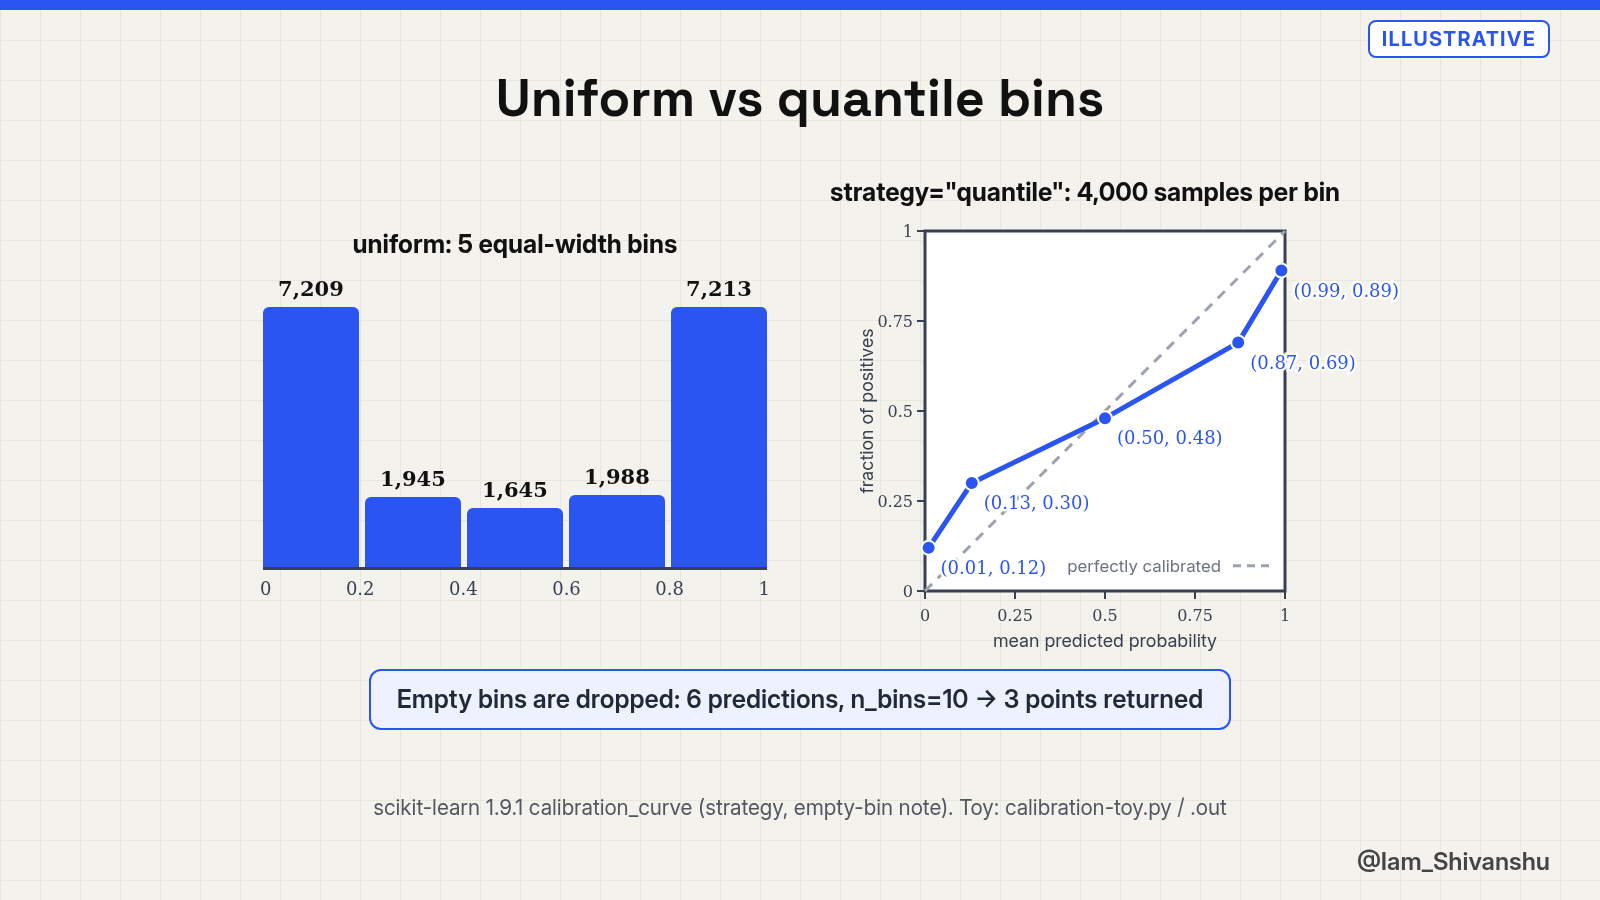 ILLUSTRATIVE
Uniform vs quantile bins
uniform: 5 equal-width bins
7,209
1,945
1,645
1,988
7,213
0
0.2
0.4
0.6
0.8
1
strategy="quantile": 4,000 samples per bin
fraction of positives
1
0.75
0.5
0.25
0
(0.99, 0.89)
(0.87, 0.69)
(0.50, 0.48)
(0.13, 0.30)
(0.01, 0.12)
perfectly calibrated
0
0.25
0.5
0.75
1
mean predicted probability
Empty bins are dropped: 6 predictions, n_bins=10 → 3 points returned
scikit-learn 1.9.1 calibration_curve (strategy, empty-bin note). Toy: calibration-toy.py / .out
@Iam_Shivanshu